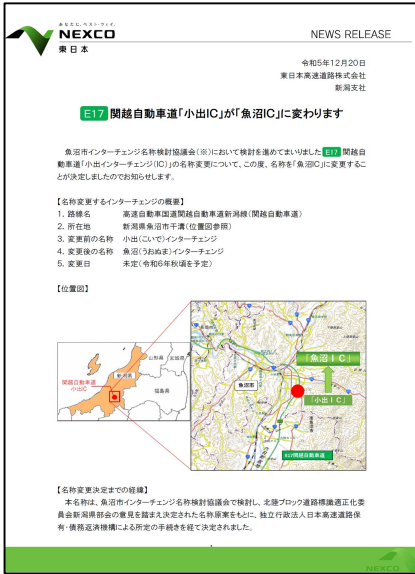 あなたに、ベスト・ウェイ。
NEXCO
東日本
NEWS RELEASE
令和5年12月20日
東日本高速道路株式会社
新潟支社
E17 関越自動車道「小出IC」が「魚沼IC」に変わります
魚沼市インターチェンジ名称検討協議会(※)において検討を進めてまいりました E17 関越自
動車道「小出インターチェンジ(IC)」の名称変更について、この度、名称を「魚沼IC」に変更するこ
とが決定しましたのでお知らせします。
【名称変更するインターチェンジの概要】
1. 路線名 高速自動車国道関越自動車道新潟線(関越自動車道)
2. 所在地 新潟県魚沼市干溝(位置図参照)
3. 変更前の名称 小出(こいで)インターチェンジ
4. 変更後の名称 魚沼(うおぬま)インターチェンジ
5. 変更日 未定(令和6年秋頃を予定)
【位置図】
山形県
宮城県
新潟県
福島県
関越自動車道
小出IC
「魚沼IC」
魚沼市
「小出IC」
E17関越自動車道
【名称変更決定までの経緯】
本名称は、魚沼市インターチェンジ名称検討協議会で検討し、北陸ブロック道路標識適正化委
員会新潟県部会の意見を踏まえ決定された名称原案をもとに、独立行政法人日本高速道路保
有・債務返済機構による所定の手続きを経て決定されました。
NEXCO